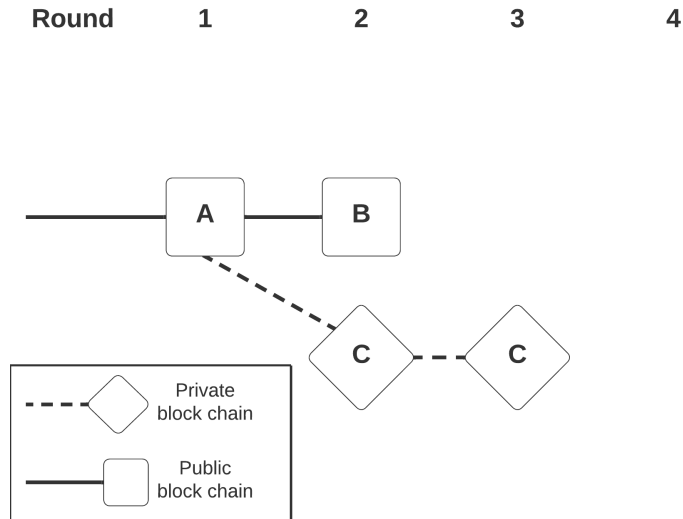 Round 1 2 3 4
A B
C C
Private
block chain
Public
block chain